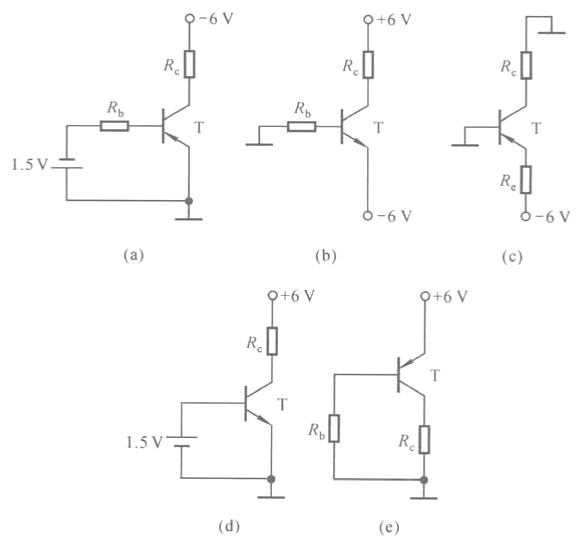 −6 V
R_c
R_b
T
1.5 V
(a)
+6 V
R_c
R_b
T
−6 V
(b)
R_c
T
R_e
−6 V
(c)
+6 V
R_c
T
1.5 V
(d)
+6 V
T
R_b
R_c
(e)